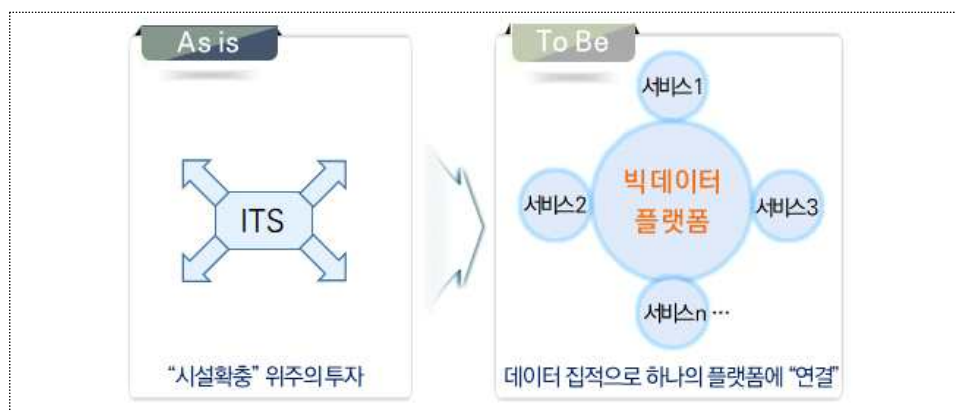 As is
ITS
“시설확충” 위주의 투자
To Be
서비스1
빅데이터
플랫폼
서비스2
서비스3
서비스n …
데이터 집적으로 하나의 플랫폼에 “연결”